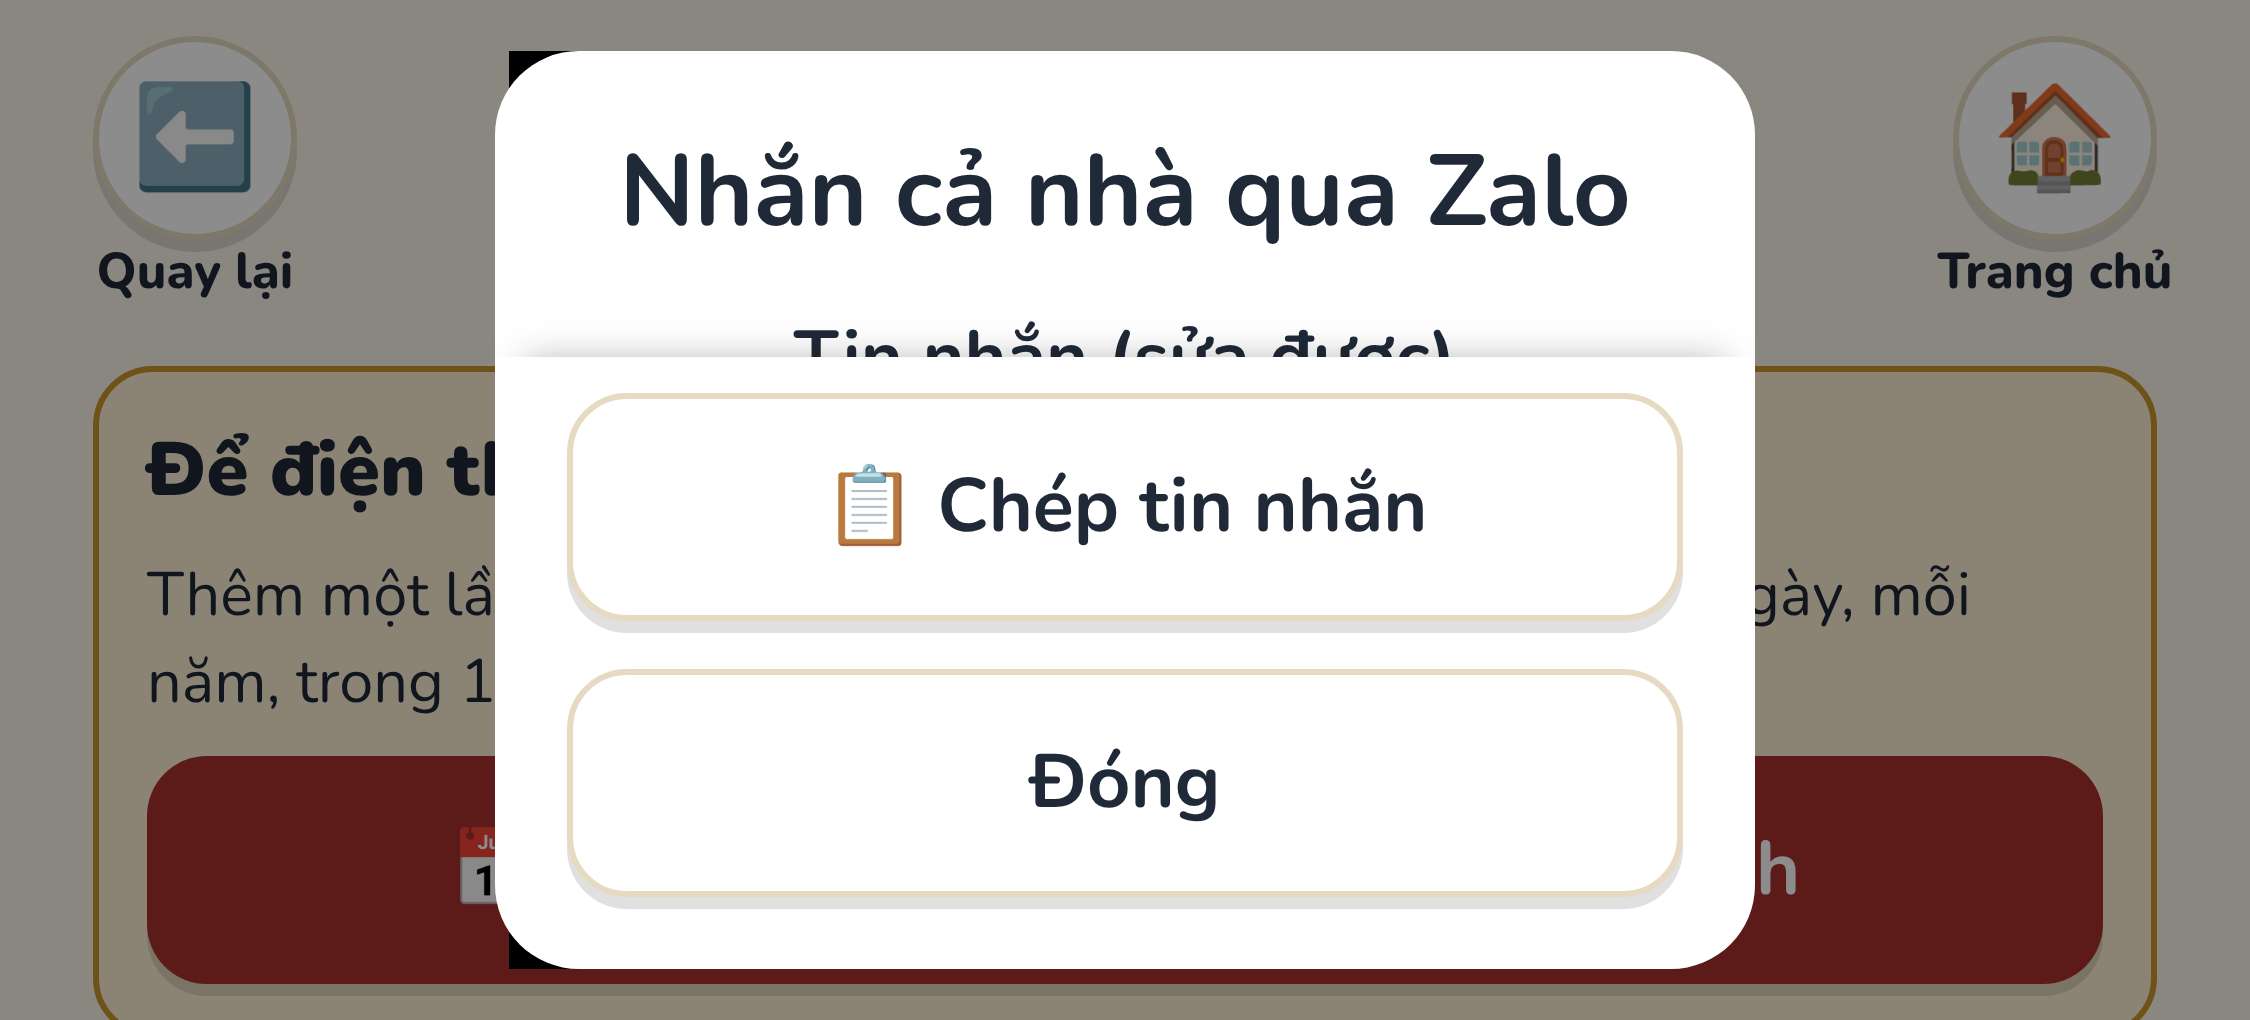 Quay lại
Trang chủ
Nhắn cả nhà qua Zalo
Tin nhắn (sửa được)
Để điện
Thêm một
gày, mỗi
năm, trong 1
📋 Chép tin nhắn
Đóng
h